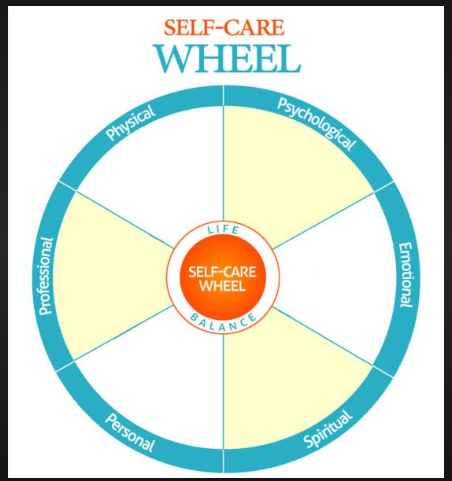 SELF-CARE
WHEEL
Physical
Psychological
Professional
LIFE
SELF-CARE
WHEEL
BALANCE
Emotional
Personal
Spiritual